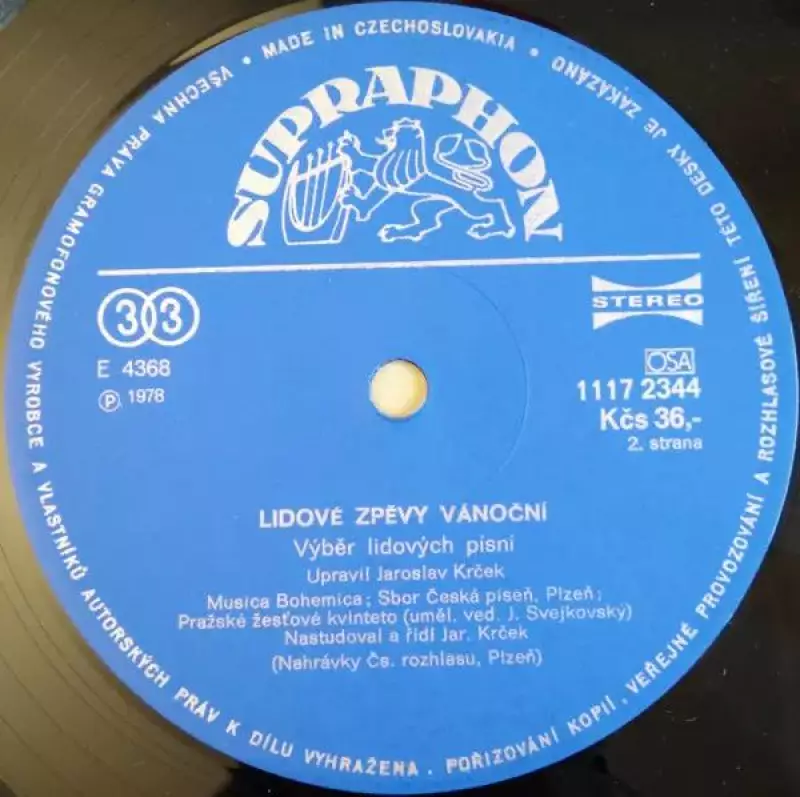 VŠECHNA PRÁVA GRAMOFONOVÉHO VÝROBCE A VLASTNÍKŮ AUTORSKÝCH PRÁV K DÍLU VYHRAŽENA. POŘIZOVÁNÍ KOPIÍ, VEŘEJNÉ PROVOZOVÁNÍ A ROZHLASOVÉ ŠÍŘENÍ TÉTO DESKY JE ZAKÁZÁNO
• MADE IN CZECHOSLOVAKIA •
SUPRAPHON
33
STEREO
E 4368
OSA
Ⓟ 1978
1117 2344
Kčs 36,-
2. strana
LIDOVÉ ZPĚVY VÁNOČNÍ
Výběr lidových písní
Upravil Jaroslav Krček
Musica Bohemica; Sbor Česká píseň, Plzeň;
Pražské žesťové kvinteto (uměl. ved. J. Svejkovský)
Nastudoval a řídí Jar. Krček
(Nahrávky Čs. rozhlasu, Plzeň)